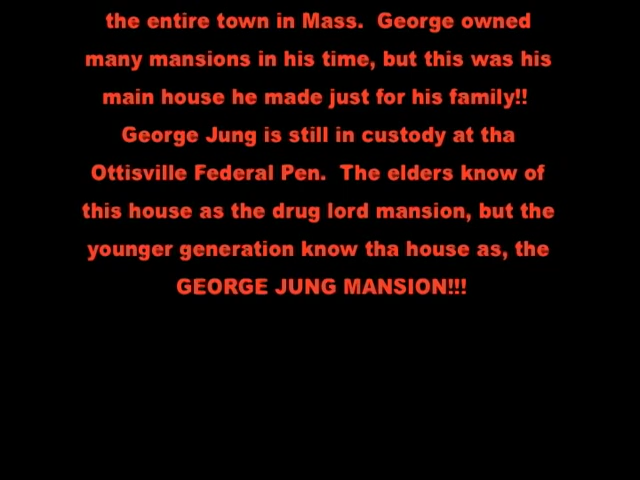 the entire town in Mass.  George owned
many mansions in his time, but this was his
main house he made just for his family!!
George Jung is still in custody at tha
Ottisville Federal Pen.  The elders know of
this house as the drug lord mansion, but the
younger generation know tha house as, the
GEORGE JUNG MANSION!!!